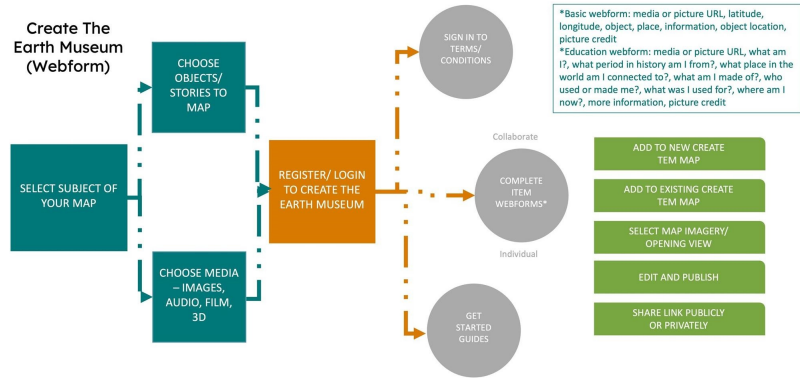 Create The
Earth Museum
(Webform)
SELECT SUBJECT OF
YOUR MAP
CHOOSE
OBJECTS/
STORIES TO
MAP
CHOOSE MEDIA
– IMAGES,
AUDIO, FILM,
3D
REGISTER/ LOGIN
TO CREATE THE
EARTH MUSEUM
SIGN IN TO
TERMS/
CONDITIONS
Collaborate
COMPLETE
ITEM
WEBFORMS*
Individual
GET
STARTED
GUIDES
*Basic webform: media or picture URL, latitude,
longitude, object, place, information, object location,
picture credit
*Education webform: media or picture URL, what am
I?, what period in history am I from?, what place in the
world am I connected to?, what am I made of?, who
used or made me?, what was I used for?, where am I
now?, more information, picture credit
ADD TO NEW CREATE
TEM MAP
ADD TO EXISTING CREATE
TEM MAP
SELECT MAP IMAGERY/
OPENING VIEW
EDIT AND PUBLISH
SHARE LINK PUBLICLY
OR PRIVATELY